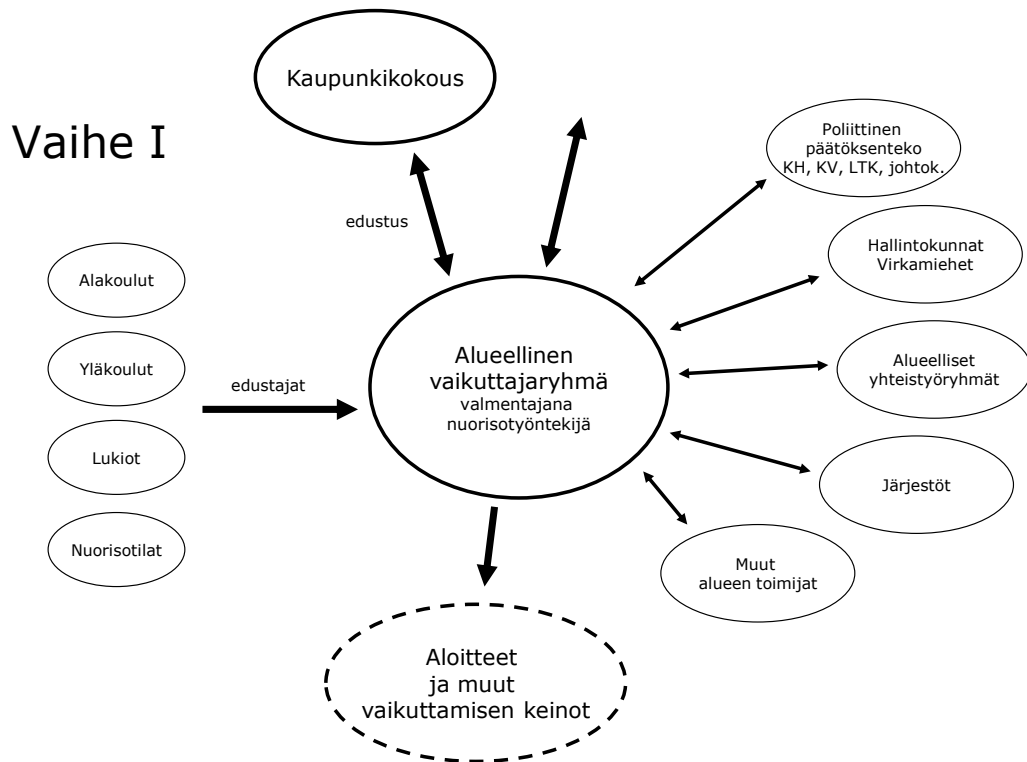 Kaupunkikokous
Vaihe I
Poliittinen
päätöksenteko
KH, KV, LTK, johtok.
edustus
Hallintokunnat
Virkamiehet
Alakoulut
Yläkoulut
Lukiot
Nuorisotilat
edustajat
Alueellinen
vaikuttajaryhmä
valmentajana
nuorisotyöntekijä
Alueelliset
yhteistyöryhmät
Järjestöt
Muut
alueen toimijat
Aloitteet
ja muut
vaikuttamisen keinot